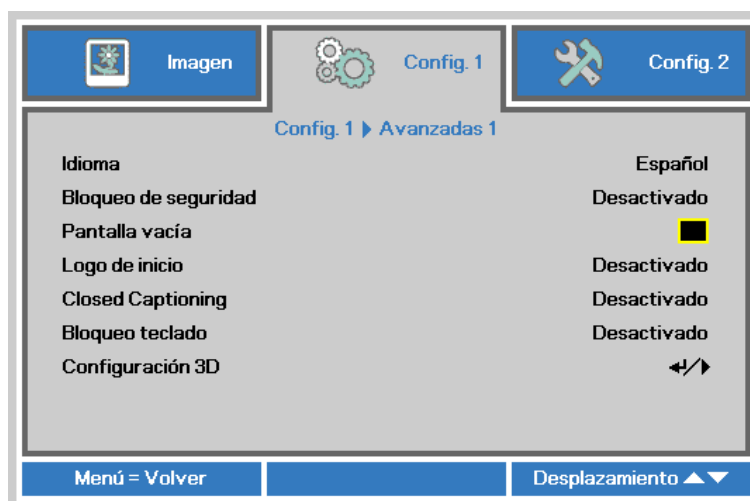 Imagen Config. 1 Config. 2
Config. 1 ▶ Avanzadas 1
Idioma Español
Bloqueo de seguridad Desactivado
Pantalla vacía
Logo de inicio Desactivado
Closed Captioning Desactivado
Bloqueo teclado Desactivado
Configuración 3D ↵/▶
Menú = Volver Desplazamiento ▲▼